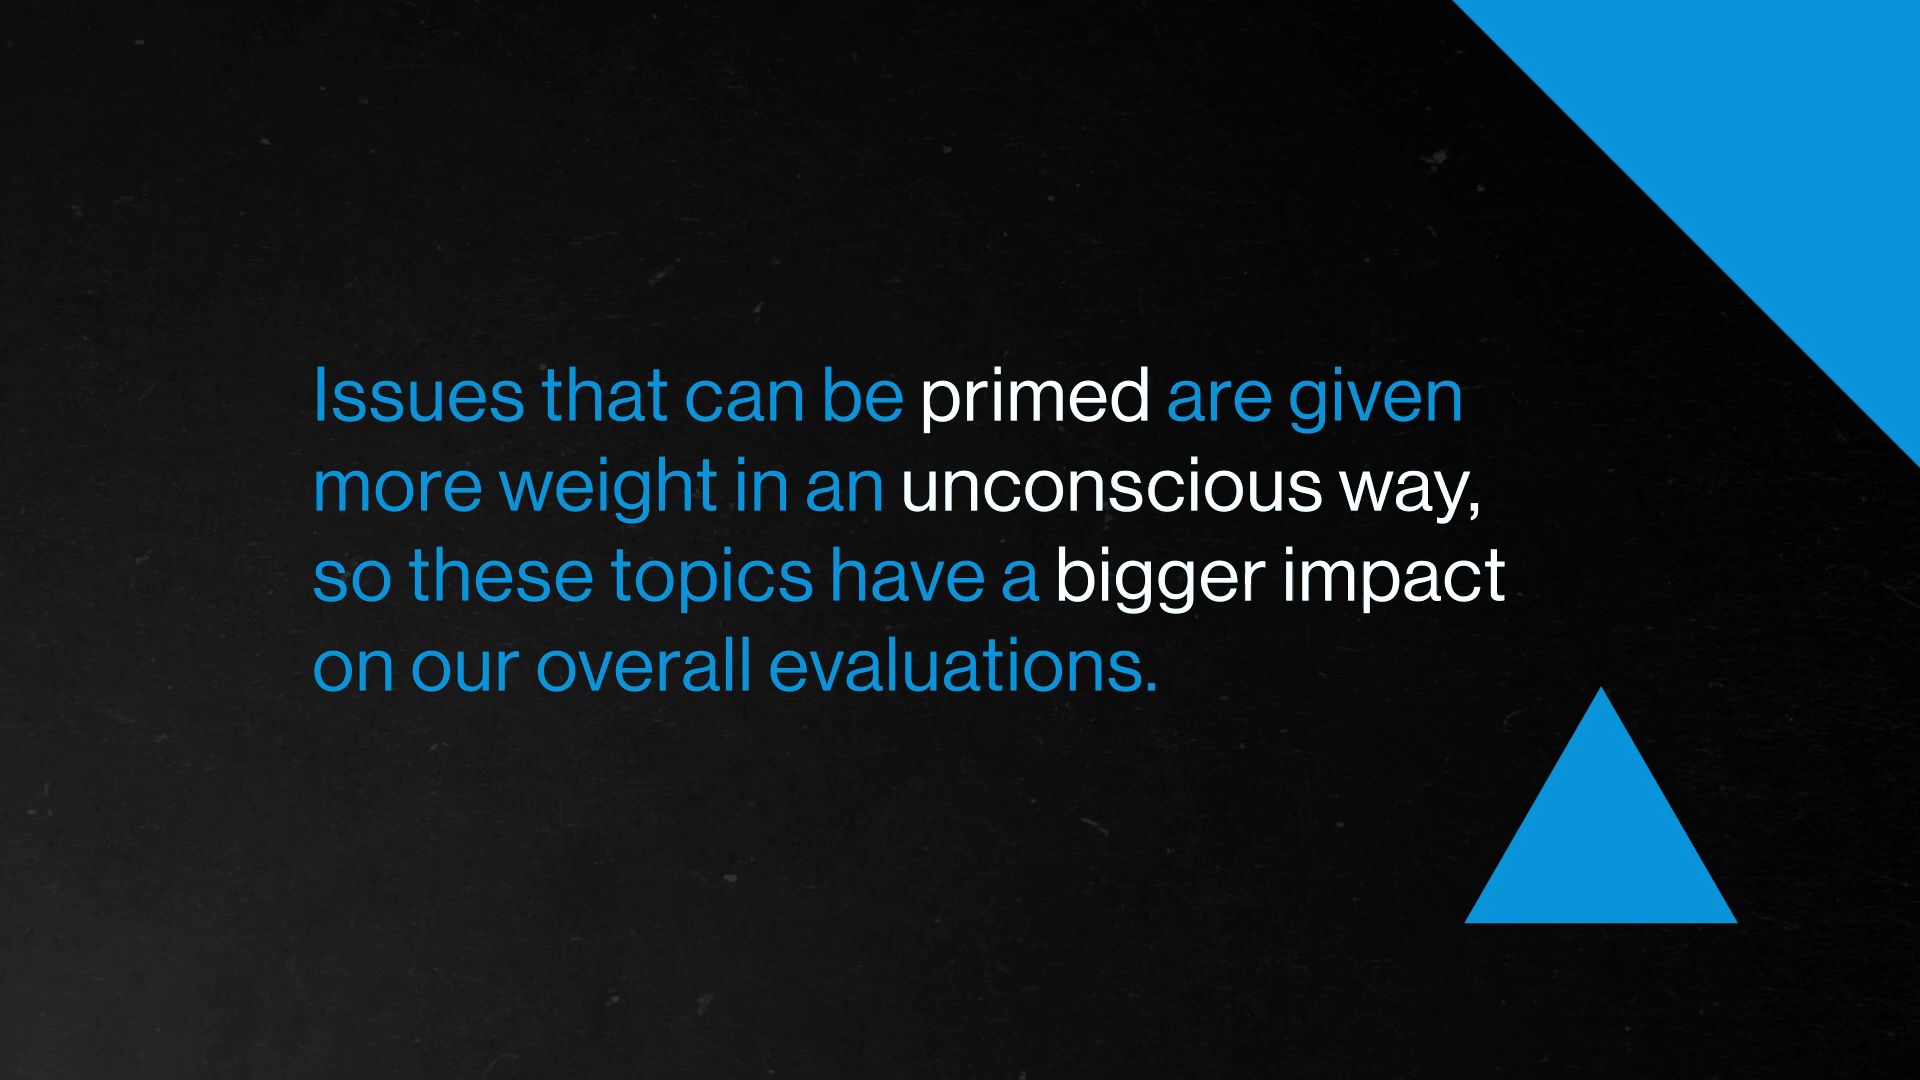 Issues that can be primed are given
more weight in an unconscious way,
so these topics have a bigger impact
on our overall evaluations.